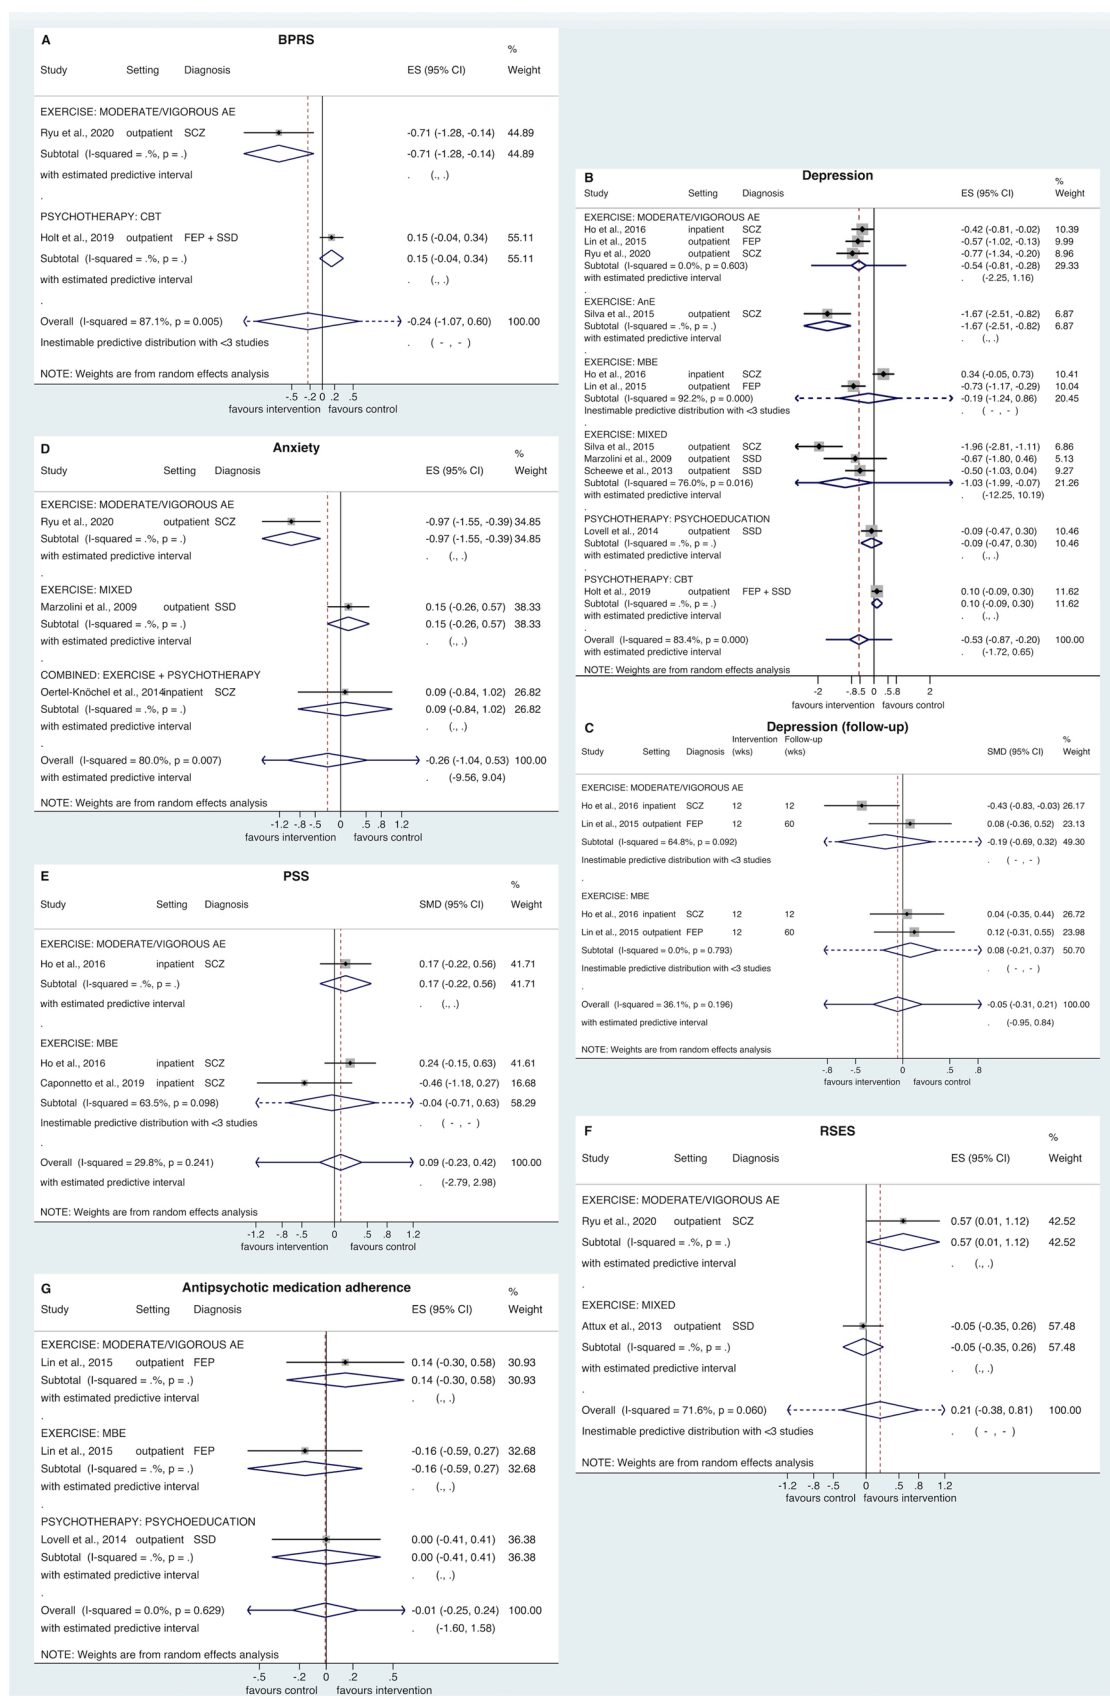 A BPRS
%
Study Setting Diagnosis ES (95% CI) Weight
EXERCISE: MODERATE/VIGOROUS AE
Ryu et al., 2020 outpatient SCZ -0.71 (-1.28, -0.14) 44.89
Subtotal (I-squared = .%, p = .) -0.71 (-1.28, -0.14) 44.89
with estimated predictive interval . (., .)
.
PSYCHOTHERAPY: CBT
Holt et al., 2019 outpatient FEP + SSD 0.15 (-0.04, 0.34) 55.11
Subtotal (I-squared = .%, p = .) 0.15 (-0.04, 0.34) 55.11
with estimated predictive interval . (., .)
.
Overall (I-squared = 87.1%, p = 0.005) -0.24 (-1.07, 0.60) 100.00
Inestimable predictive distribution with <3 studies . ( - , - )
NOTE: Weights are from random effects analysis
-.5 -.2 0 .2 .5
favours intervention favours control
B Depression
%
Study Setting Diagnosis ES (95% CI) Weight
EXERCISE: MODERATE/VIGOROUS AE
Ho et al., 2016 inpatient SCZ -0.42 (-0.81, -0.02) 10.39
Lin et al., 2015 outpatient FEP -0.57 (-1.02, -0.13) 9.99
Ryu et al., 2020 outpatient SCZ -0.77 (-1.34, -0.20) 8.96
Subtotal (I-squared = 0.0%, p = 0.603) -0.54 (-0.81, -0.28) 29.33
with estimated predictive interval . (-2.25, 1.16)
.
EXERCISE: AnE
Silva et al., 2015 outpatient SCZ -1.67 (-2.51, -0.82) 6.87
Subtotal (I-squared = .%, p = .) -1.67 (-2.51, -0.82) 6.87
with estimated predictive interval . (., .)
.
EXERCISE: MBE
Ho et al., 2016 inpatient SCZ 0.34 (-0.05, 0.73) 10.41
Lin et al., 2015 outpatient FEP -0.73 (-1.17, -0.29) 10.04
Subtotal (I-squared = 92.2%, p = 0.000) -0.19 (-1.24, 0.86) 20.45
Inestimable predictive distribution with <3 studies . ( - , - )
.
EXERCISE: MIXED
Silva et al., 2015 outpatient SCZ -1.96 (-2.81, -1.11) 6.86
Marzolini et al., 2009 outpatient SSD -0.67 (-1.80, 0.46) 5.13
Scheewe et al., 2013 outpatient SSD -0.50 (-1.03, 0.04) 9.27
Subtotal (I-squared = 76.0%, p = 0.016) -1.03 (-1.99, -0.07) 21.26
with estimated predictive interval . (-12.25, 10.19)
.
PSYCHOTHERAPY: PSYCHOEDUCATION
Lovell et al., 2014 outpatient SSD -0.09 (-0.47, 0.30) 10.46
Subtotal (I-squared = .%, p = .) -0.09 (-0.47, 0.30) 10.46
with estimated predictive interval . (., .)
.
PSYCHOTHERAPY: CBT
Holt et al., 2019 outpatient FEP + SSD 0.10 (-0.09, 0.30) 11.62
Subtotal (I-squared = .%, p = .) 0.10 (-0.09, 0.30) 11.62
with estimated predictive interval . (., .)
.
Overall (I-squared = 83.4%, p = 0.000) -0.53 (-0.87, -0.20) 100.00
with estimated predictive interval . (-1.72, 0.65)
NOTE: Weights are from random effects analysis
-2 -.8 -.5 0 .5 .8 2
favours intervention favours control
C Depression (follow-up)
Intervention Follow-up %
Study Setting Diagnosis (wks) (wks) SMD (95% CI) Weight
EXERCISE: MODERATE/VIGOROUS AE
Ho et al., 2016 inpatient SCZ 12 12 -0.43 (-0.83, -0.03) 26.17
Lin et al., 2015 outpatient FEP 12 60 0.08 (-0.36, 0.52) 23.13
Subtotal (I-squared = 64.8%, p = 0.092) -0.19 (-0.69, 0.32) 49.30
Inestimable predictive distribution with <3 studies . ( - , - )
.
EXERCISE: MBE
Ho et al., 2016 inpatient SCZ 12 12 0.04 (-0.35, 0.44) 26.72
Lin et al., 2015 outpatient FEP 12 60 0.12 (-0.31, 0.55) 23.98
Subtotal (I-squared = 0.0%, p = 0.793) 0.08 (-0.21, 0.37) 50.70
Inestimable predictive distribution with <3 studies . ( - , - )
.
Overall (I-squared = 36.1%, p = 0.196) -0.05 (-0.31, 0.21) 100.00
with estimated predictive interval . (-0.95, 0.84)
NOTE: Weights are from random effects analysis
-.8 -.5 0 .5 .8
favours intervention favours control
D Anxiety
%
Study Setting Diagnosis ES (95% CI) Weight
EXERCISE: MODERATE/VIGOROUS AE
Ryu et al., 2020 outpatient SCZ -0.97 (-1.55, -0.39) 34.85
Subtotal (I-squared = .%, p = .) -0.97 (-1.55, -0.39) 34.85
with estimated predictive interval . (., .)
.
EXERCISE: MIXED
Marzolini et al., 2009 outpatient SSD 0.15 (-0.26, 0.57) 38.33
Subtotal (I-squared = .%, p = .) 0.15 (-0.26, 0.57) 38.33
with estimated predictive interval . (., .)
.
COMBINED: EXERCISE + PSYCHOTHERAPY
Oertel-Knöchel et al., 2014 inpatient SCZ 0.09 (-0.84, 1.02) 26.82
Subtotal (I-squared = .%, p = .) 0.09 (-0.84, 1.02) 26.82
with estimated predictive interval . (., .)
.
Overall (I-squared = 80.0%, p = 0.007) -0.26 (-1.04, 0.53) 100.00
with estimated predictive interval . (-9.56, 9.04)
NOTE: Weights are from random effects analysis
-1.2 -.8 -.5 0 .5 .8 1.2
favours intervention favours control
E PSS
%
Study Setting Diagnosis SMD (95% CI) Weight
EXERCISE: MODERATE/VIGOROUS AE
Ho et al., 2016 inpatient SCZ 0.17 (-0.22, 0.56) 41.71
Subtotal (I-squared = .%, p = .) 0.17 (-0.22, 0.56) 41.71
with estimated predictive interval . (., .)
.
EXERCISE: MBE
Ho et al., 2016 inpatient SCZ 0.24 (-0.15, 0.63) 41.61
Caponnetto et al., 2019 inpatient SCZ -0.46 (-1.18, 0.27) 16.68
Subtotal (I-squared = 63.5%, p = 0.098) -0.04 (-0.71, 0.63) 58.29
Inestimable predictive distribution with <3 studies . ( - , - )
.
Overall (I-squared = 29.8%, p = 0.241) 0.09 (-0.23, 0.42) 100.00
with estimated predictive interval . (-2.79, 2.98)
NOTE: Weights are from random effects analysis
-1.2 -.8 -.5 0 .5 .8 1.2
favours intervention favours control
F RSES
%
Study Setting Diagnosis ES (95% CI) Weight
EXERCISE: MODERATE/VIGOROUS AE
Ryu et al., 2020 outpatient SCZ 0.57 (0.01, 1.12) 42.52
Subtotal (I-squared = .%, p = .) 0.57 (0.01, 1.12) 42.52
with estimated predictive interval . (., .)
.
EXERCISE: MIXED
Attux et al., 2013 outpatient SSD -0.05 (-0.35, 0.26) 57.48
Subtotal (I-squared = .%, p = .) -0.05 (-0.35, 0.26) 57.48
with estimated predictive interval . (., .)
.
Overall (I-squared = 71.6%, p = 0.060) 0.21 (-0.38, 0.81) 100.00
Inestimable predictive distribution with <3 studies . ( - , - )
NOTE: Weights are from random effects analysis
-1.2 -.8 -.5 0 .5 .8 1.2
favours control favours intervention
G Antipsychotic medication adherence
%
Study Setting Diagnosis ES (95% CI) Weight
EXERCISE: MODERATE/VIGOROUS AE
Lin et al., 2015 outpatient FEP 0.14 (-0.30, 0.58) 30.93
Subtotal (I-squared = .%, p = .) 0.14 (-0.30, 0.58) 30.93
with estimated predictive interval . (., .)
.
EXERCISE: MBE
Lin et al., 2015 outpatient FEP -0.16 (-0.59, 0.27) 32.68
Subtotal (I-squared = .%, p = .) -0.16 (-0.59, 0.27) 32.68
with estimated predictive interval . (., .)
.
PSYCHOTHERAPY: PSYCHOEDUCATION
Lovell et al., 2014 outpatient SSD 0.00 (-0.41, 0.41) 36.38
Subtotal (I-squared = .%, p = .) 0.00 (-0.41, 0.41) 36.38
with estimated predictive interval . (., .)
.
Overall (I-squared = 0.0%, p = 0.629) -0.01 (-0.25, 0.24) 100.00
with estimated predictive interval . (-1.60, 1.58)
NOTE: Weights are from random effects analysis
-.5 -.2 0 .2 .5
favours control favours intervention